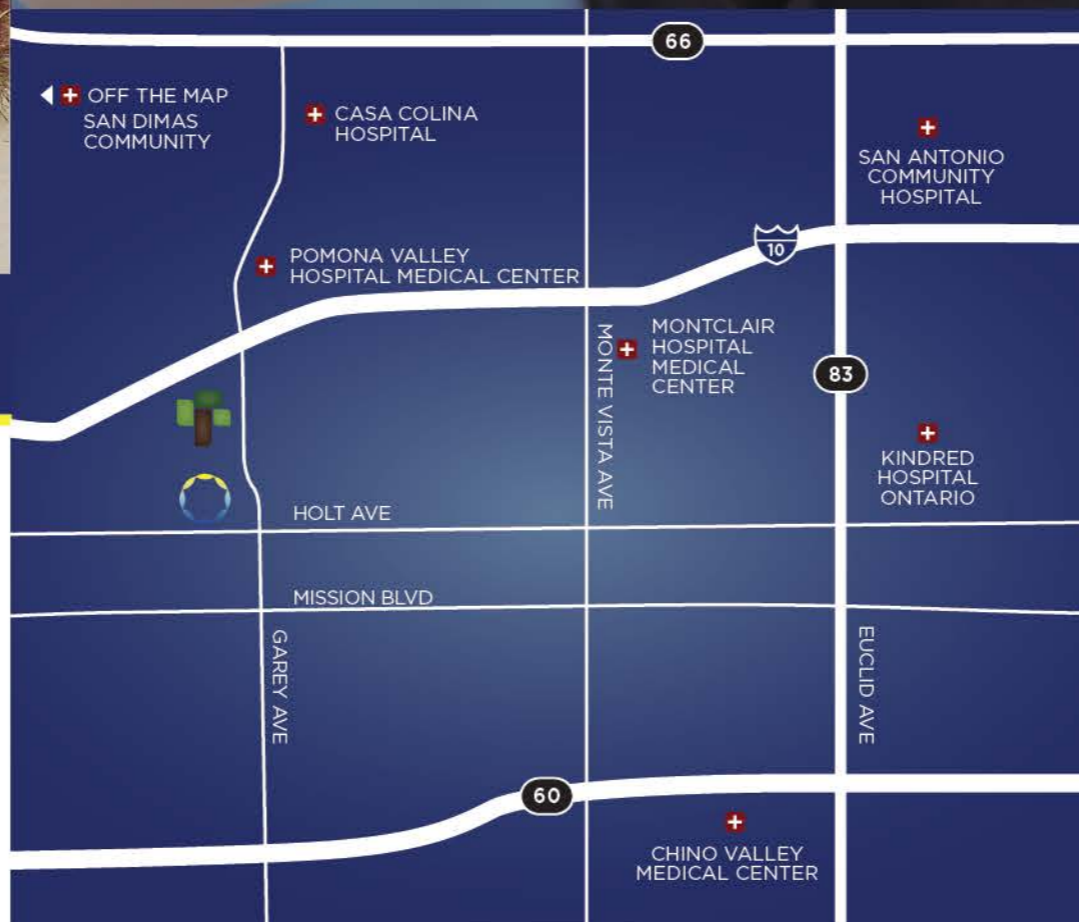 66
OFF THE MAP
SAN DIMAS
COMMUNITY
CASA COLINA
HOSPITAL
SAN ANTONIO
COMMUNITY
HOSPITAL
10
POMONA VALLEY
HOSPITAL MEDICAL CENTER
MONTCLAIR
HOSPITAL
MEDICAL
CENTER
MONTE VISTA AVE
83
KINDRED
HOSPITAL
ONTARIO
HOLT AVE
MISSION BLVD
GAREY AVE
EUCLID AVE
60
CHINO VALLEY
MEDICAL CENTER